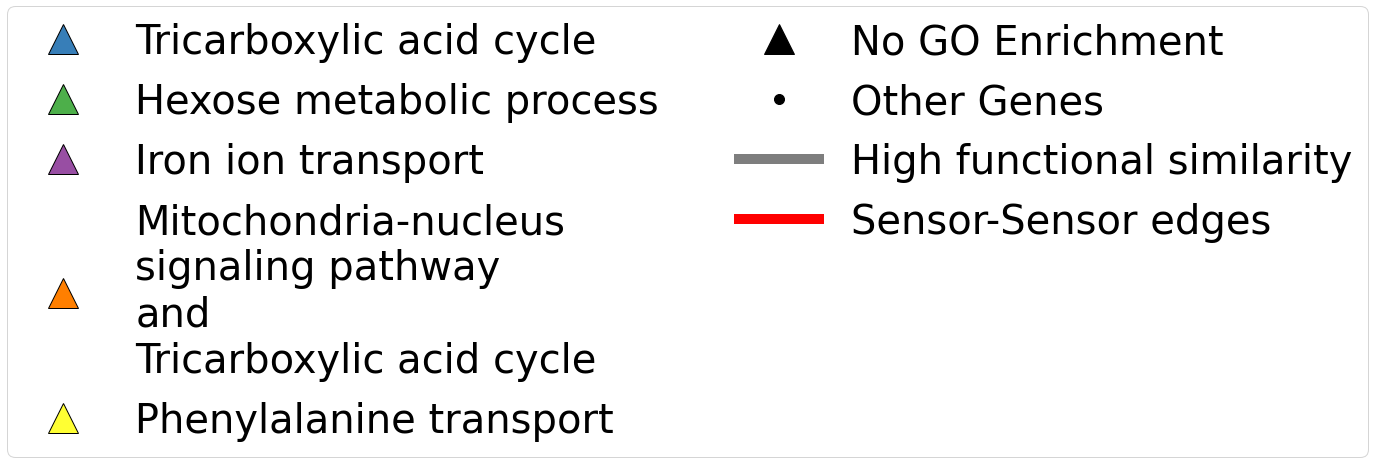 Tricarboxylic acid cycle
Hexose metabolic process
Iron ion transport
Mitochondria-nucleus
signaling pathway
and
Tricarboxylic acid cycle
Phenylalanine transport
No GO Enrichment
Other Genes
High functional similarity
Sensor-Sensor edges